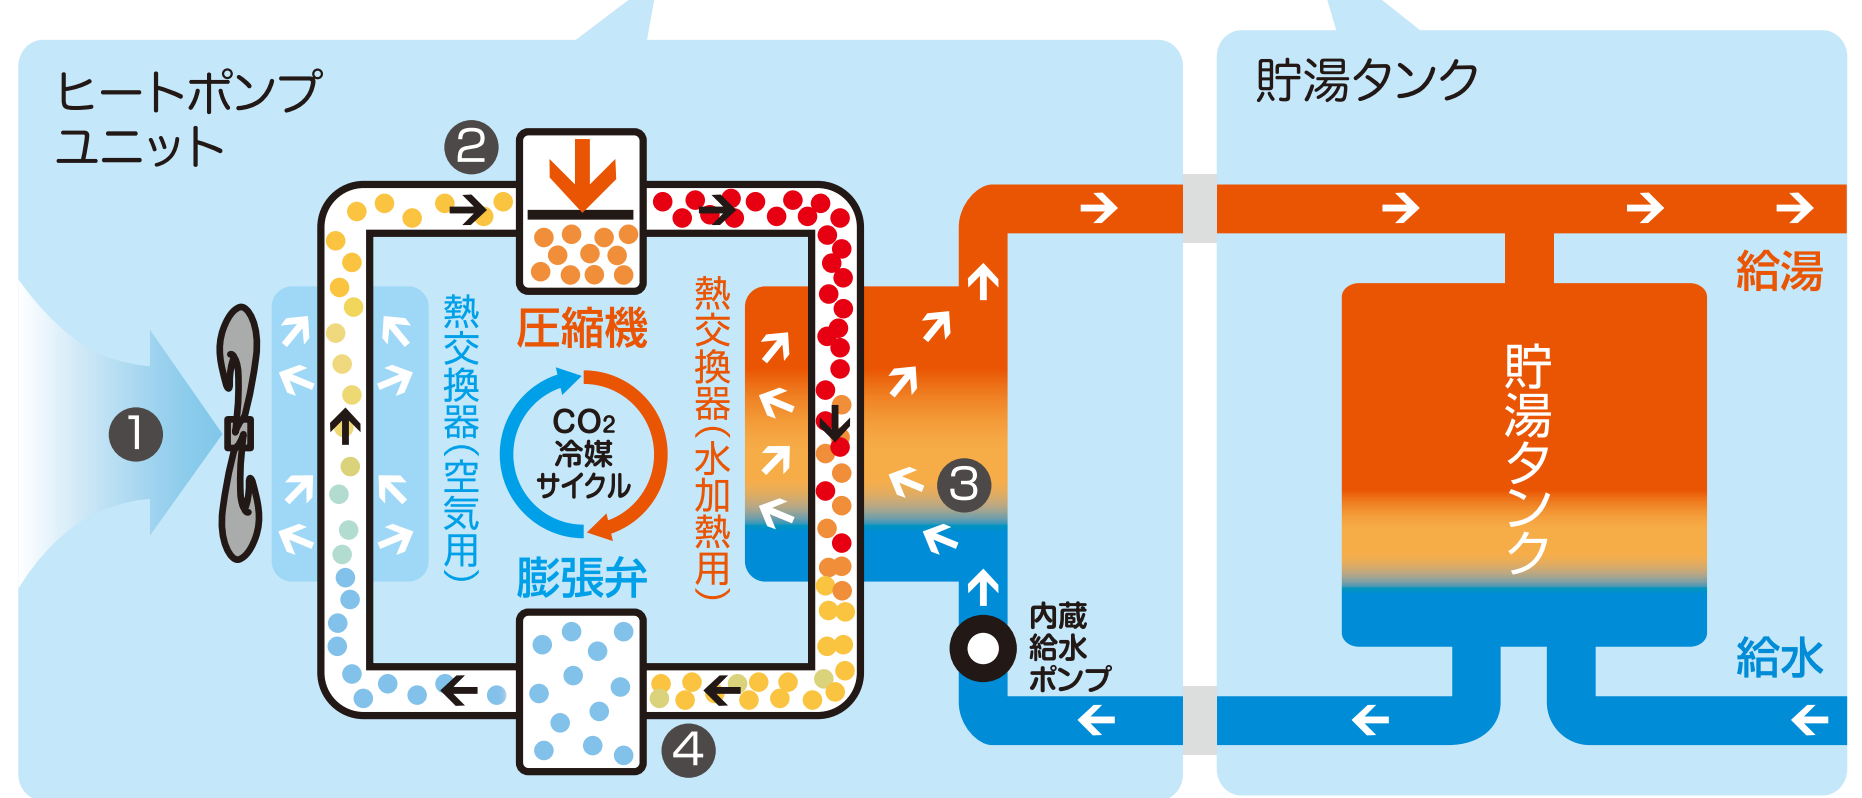 ヒートポンプ
ユニット
貯湯タンク
2
圧縮機
熱交換器(空気用)
熱交換器(水加熱用)
給湯
貯湯タンク
1
CO2
冷媒
サイクル
3
膨張弁
内蔵
給水
ポンプ
給水
4